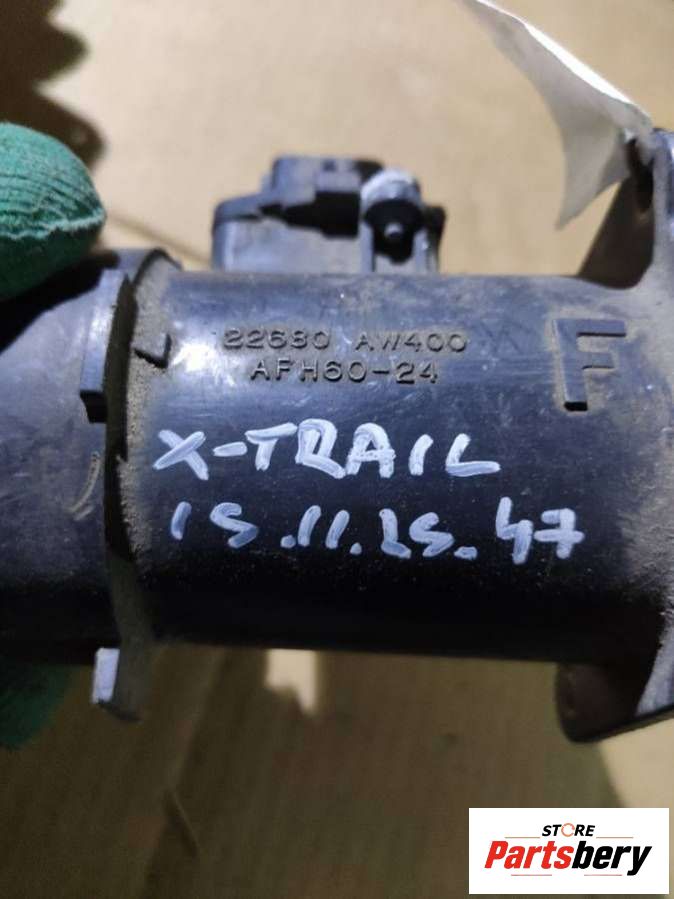 22680 AW400
AFH60-24
F
X-TRAIL
15.11.25.47
STORE
Partsbery